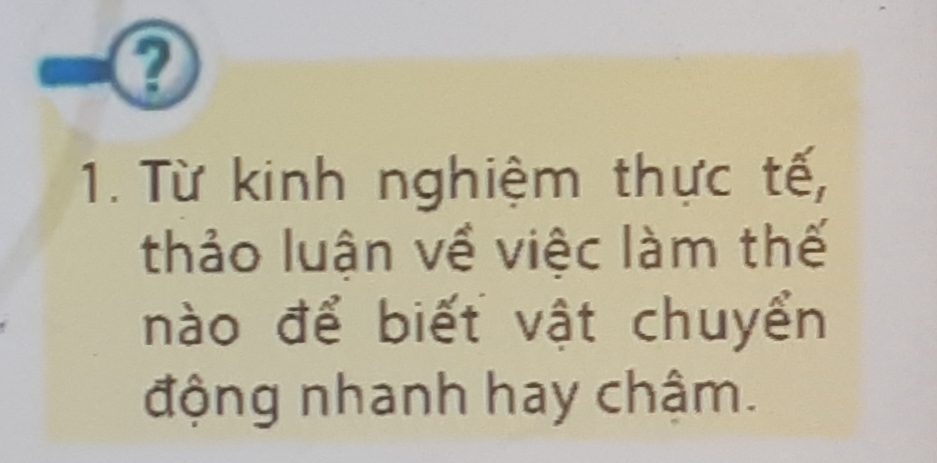 ?
1. Từ kinh nghiệm thực tế,
thảo luận về việc làm thế
nào để biết vật chuyển
động nhanh hay chậm.